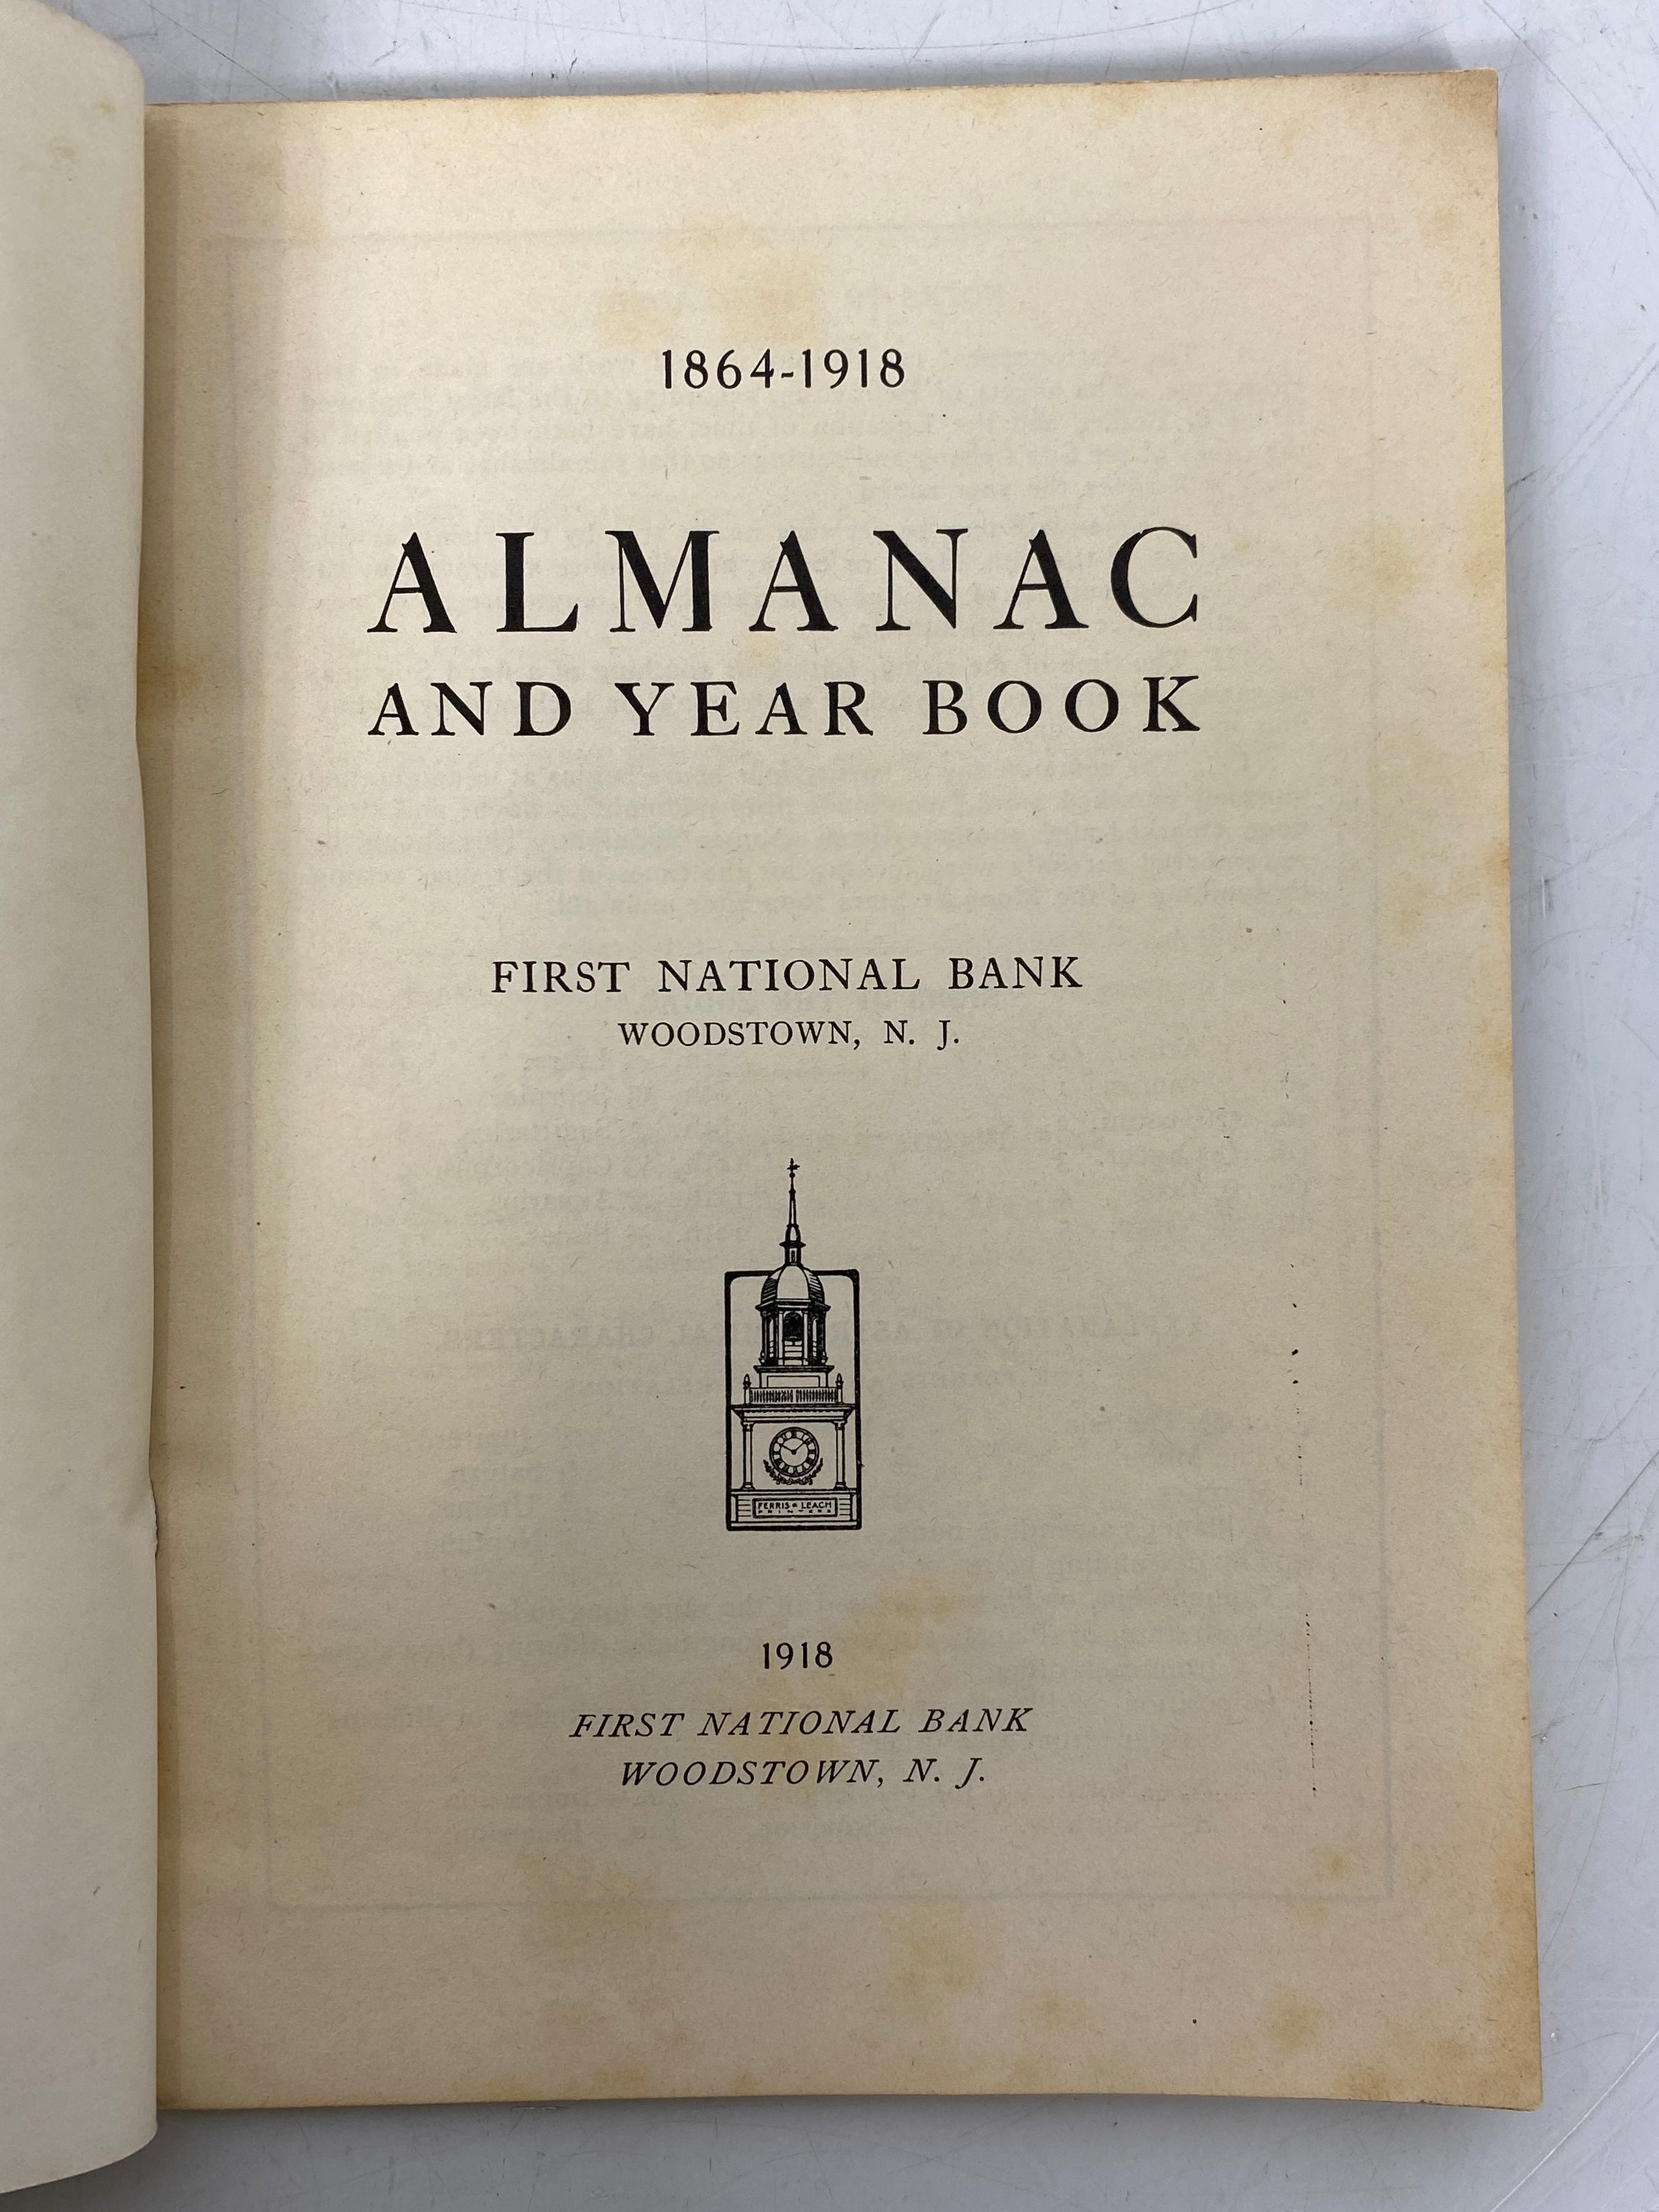 1864-1918
ALMANAC
AND YEAR BOOK
FIRST NATIONAL BANK
WOODSTOWN, N. J.
FERRIS & LEACH
PRINTERS
1918
FIRST NATIONAL BANK
WOODSTOWN, N. J.